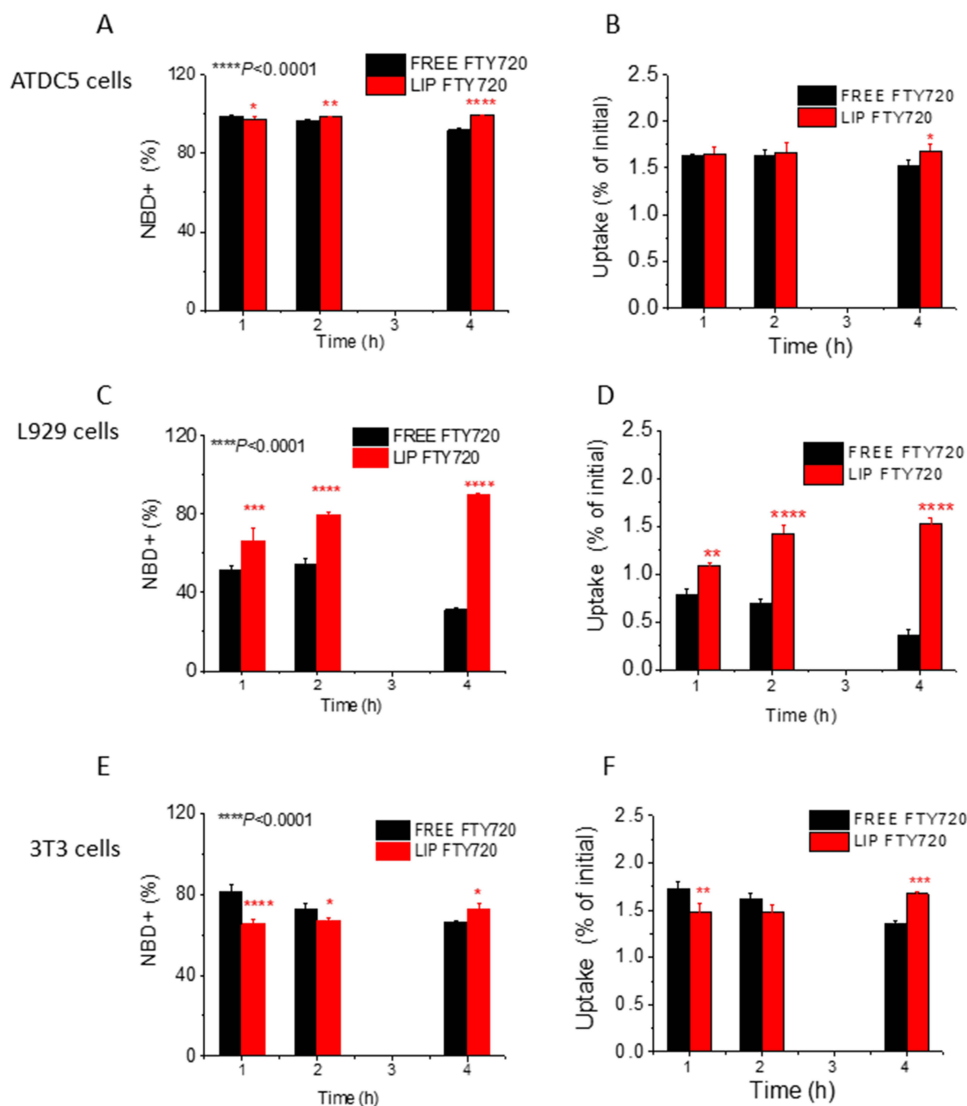 A
ATDC5 cells
****P<0.0001
FREE FTY720
LIP FTY720
* ** ****
120
80
40
0
NBD+ (%)
1 2 3 4
Time (h)
B
FREE FTY720
LIP FTY720
*
2.5
2.0
1.5
1.0
0.5
0.0
Uptake (% of initial)
1 2 3 4
Time (h)
C
L929 cells
****P<0.0001
FREE FTY720
LIP FTY720
*** **** ****
120
80
40
0
NBD+ (%)
1 2 3 4
Time (h)
D
FREE FTY720
LIP FTY720
** **** ****
2.5
2.0
1.5
1.0
0.5
0.0
Uptake (% of initial)
1 2 3 4
Time (h)
E
3T3 cells
****P<0.0001
FREE FTY720
LIP FTY720
**** * *
120
80
40
0
NBD+ (%)
1 2 3 4
Time (h)
F
FREE FTY720
LIP FTY720
** ***
2.5
2.0
1.5
1.0
0.5
0.0
Uptake (% of initial)
1 2 3 4
Time (h)